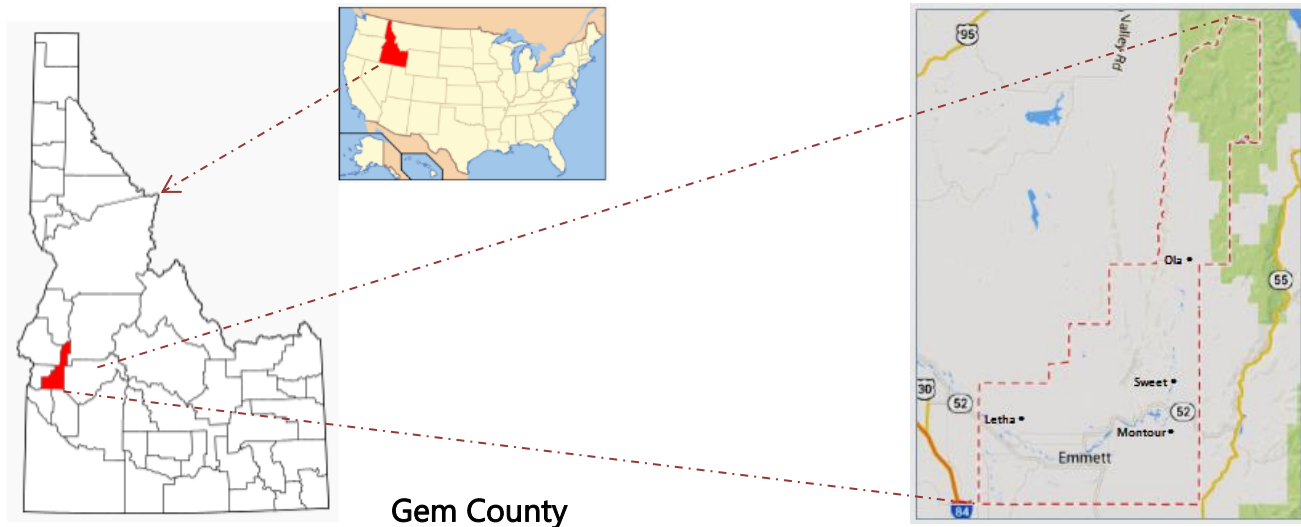 95
Valley Rd
Ola
55
Sweet
30
52
52
Letha
Montour
Emmett
84
Gem County